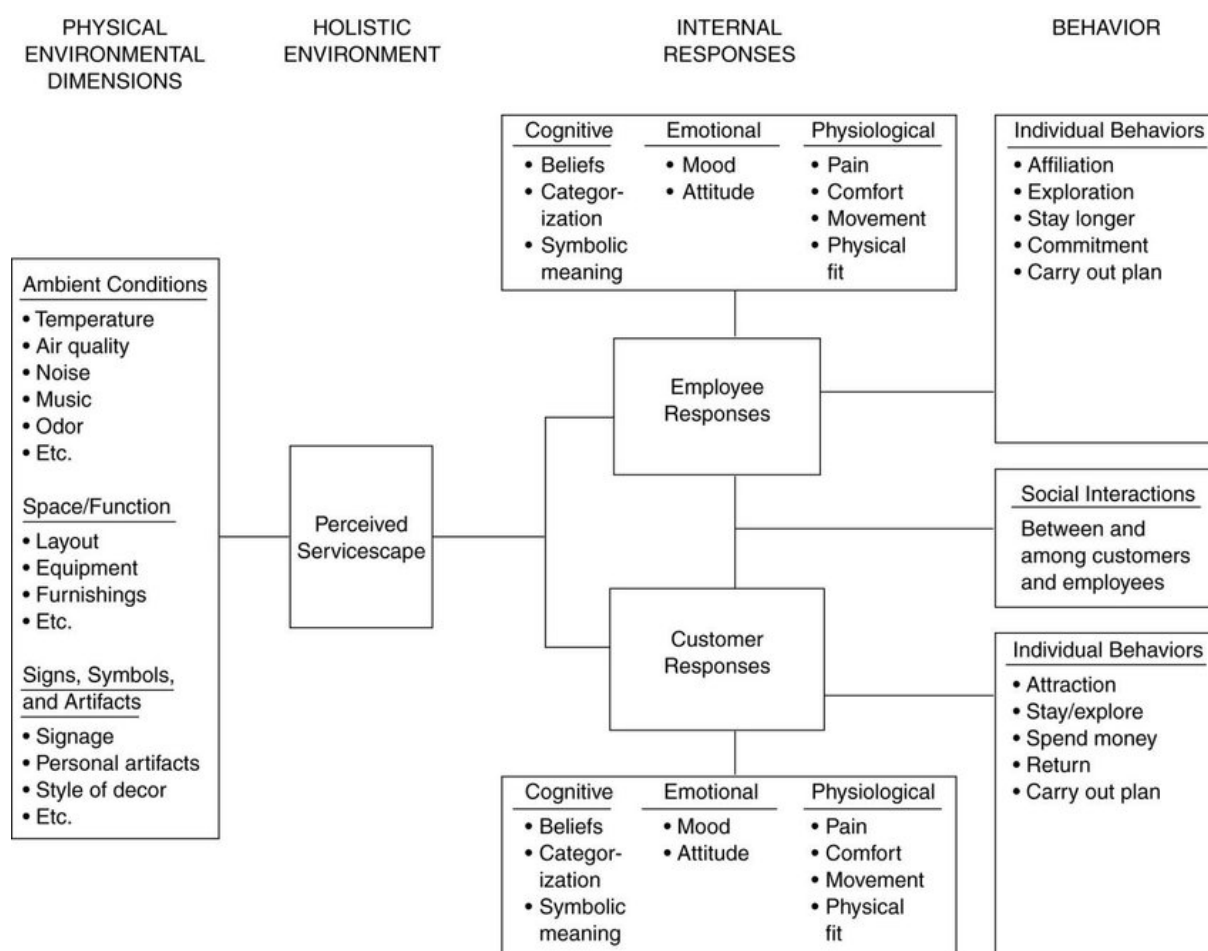 PHYSICAL
ENVIRONMENTAL
DIMENSIONS
HOLISTIC
ENVIRONMENT
INTERNAL
RESPONSES
BEHAVIOR
Ambient Conditions
• Temperature
• Air quality
• Noise
• Music
• Odor
• Etc.
Space/Function
• Layout
• Equipment
• Furnishings
• Etc.
Signs, Symbols,
and Artifacts
• Signage
• Personal artifacts
• Style of decor
• Etc.
Perceived
Servicescape
Cognitive
• Beliefs
• Categor-
ization
• Symbolic
meaning
Emotional
• Mood
• Attitude
Physiological
• Pain
• Comfort
• Movement
• Physical
fit
Employee
Responses
Customer
Responses
Cognitive
• Beliefs
• Categor-
ization
• Symbolic
meaning
Emotional
• Mood
• Attitude
Physiological
• Pain
• Comfort
• Movement
• Physical
fit
Individual Behaviors
• Affiliation
• Exploration
• Stay longer
• Commitment
• Carry out plan
Social Interactions
Between and
among customers
and employees
Individual Behaviors
• Attraction
• Stay/explore
• Spend money
• Return
• Carry out plan